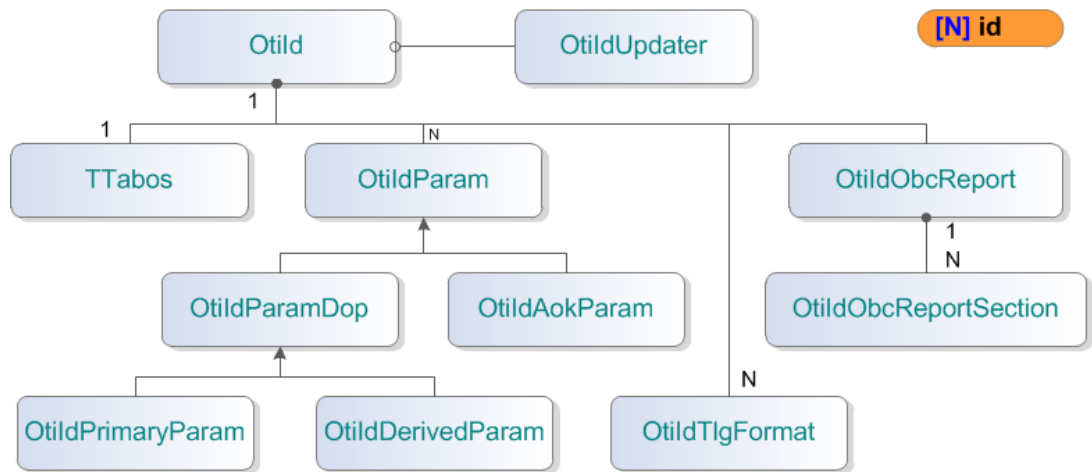 OtiId
OtiIdUpdater
[N] id
1
1
N
TTabos
OtiIdParam
OtiIdObcReport
1
N
OtiIdParamDop
OtiIdAokParam
OtiIdObcReportSection
N
OtiIdPrimaryParam
OtiIdDerivedParam
OtiIdTlgFormat